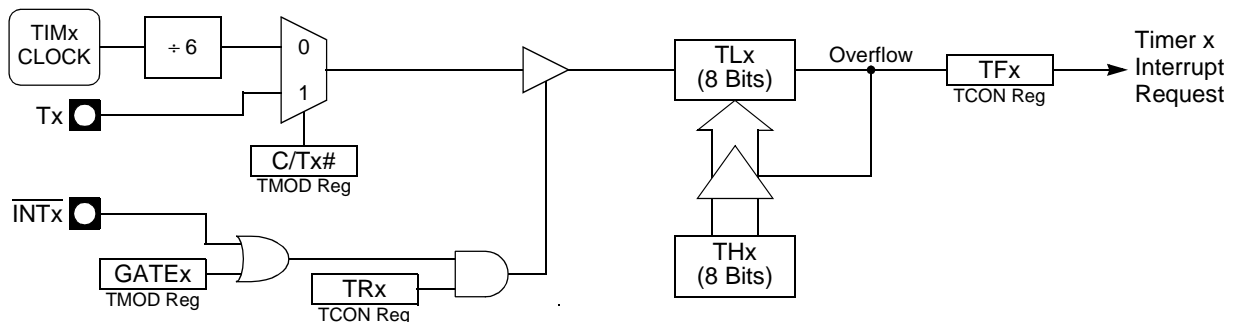 TIMx
CLOCK
÷ 6
0
1
Tx
C/Tx#
TMOD Reg
INTx
GATEx
TMOD Reg
TRx
TCON Reg
TLx
(8 Bits)
THx
(8 Bits)
Overflow
TFx
TCON Reg
Timer x
Interrupt
Request